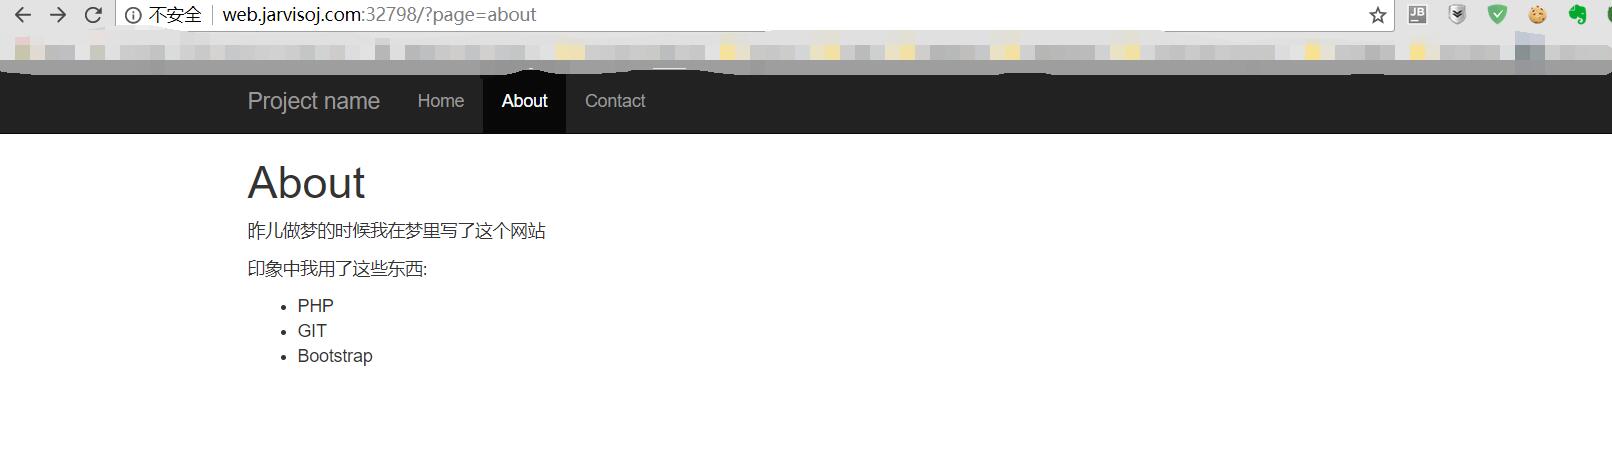 不安全 web.jarvisoj.com:32798/?page=about
JB
Project name Home About Contact
About
昨儿做梦的时候我在梦里写了这个网站
印象中我用了这些东西:
PHP
GIT
Bootstrap